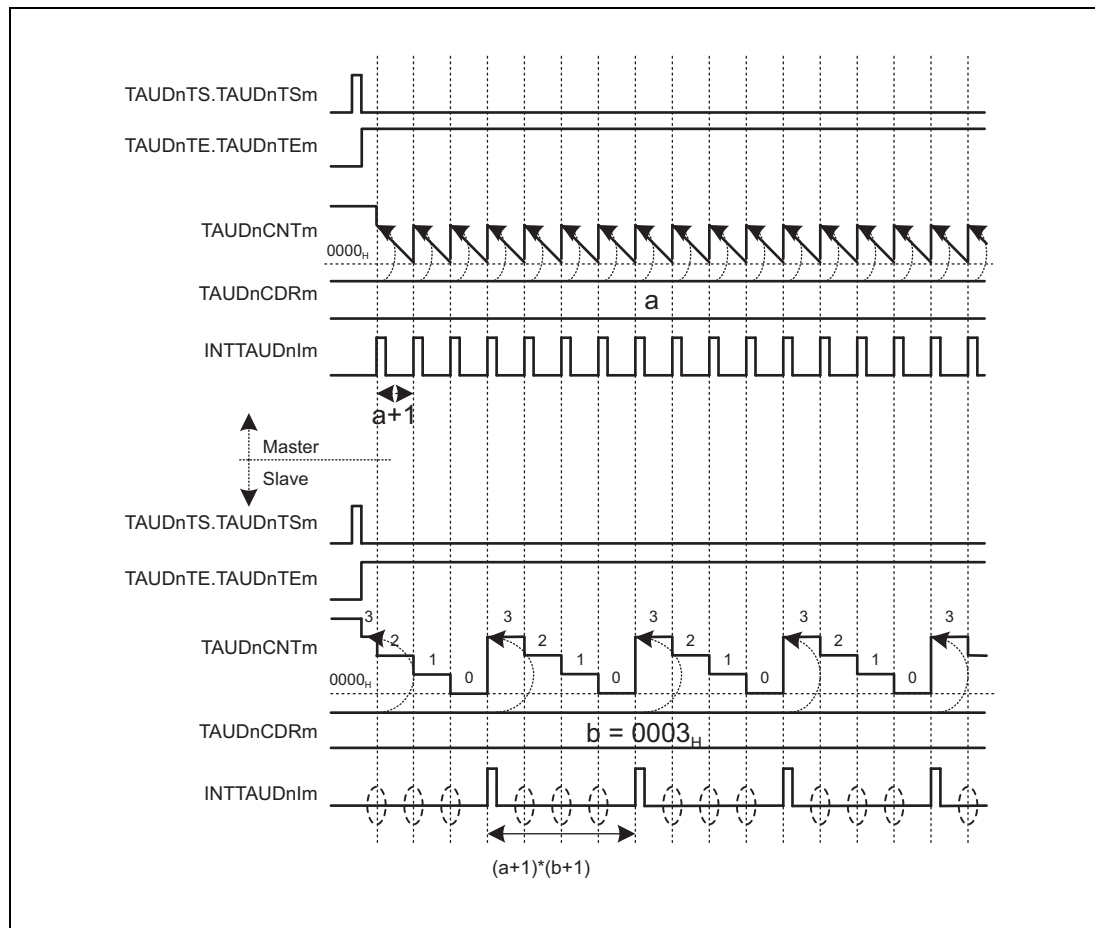 TAUDnTS.TAUDnTSm
TAUDnTE.TAUDnTEm
TAUDnCNTm
0000H
TAUDnCDRm
a
INTTAUDnIm
a+1
Master
Slave
TAUDnTS.TAUDnTSm
TAUDnTE.TAUDnTEm
3 3 3 3 3
TAUDnCNTm
2 2 2 2
1 1 1 1
0 0 0 0
0000H
TAUDnCDRm
b = 0003H
INTTAUDnIm
(a+1)*(b+1)